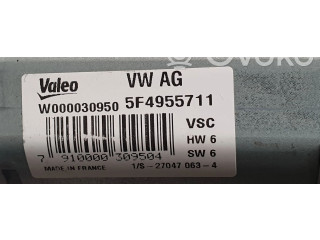 Valeo VW AG
W000030950 5F4955711
VSC
HW 6
SW 6
7 910000 309504
MADE IN FRANCE 1/S - 27047 063-4